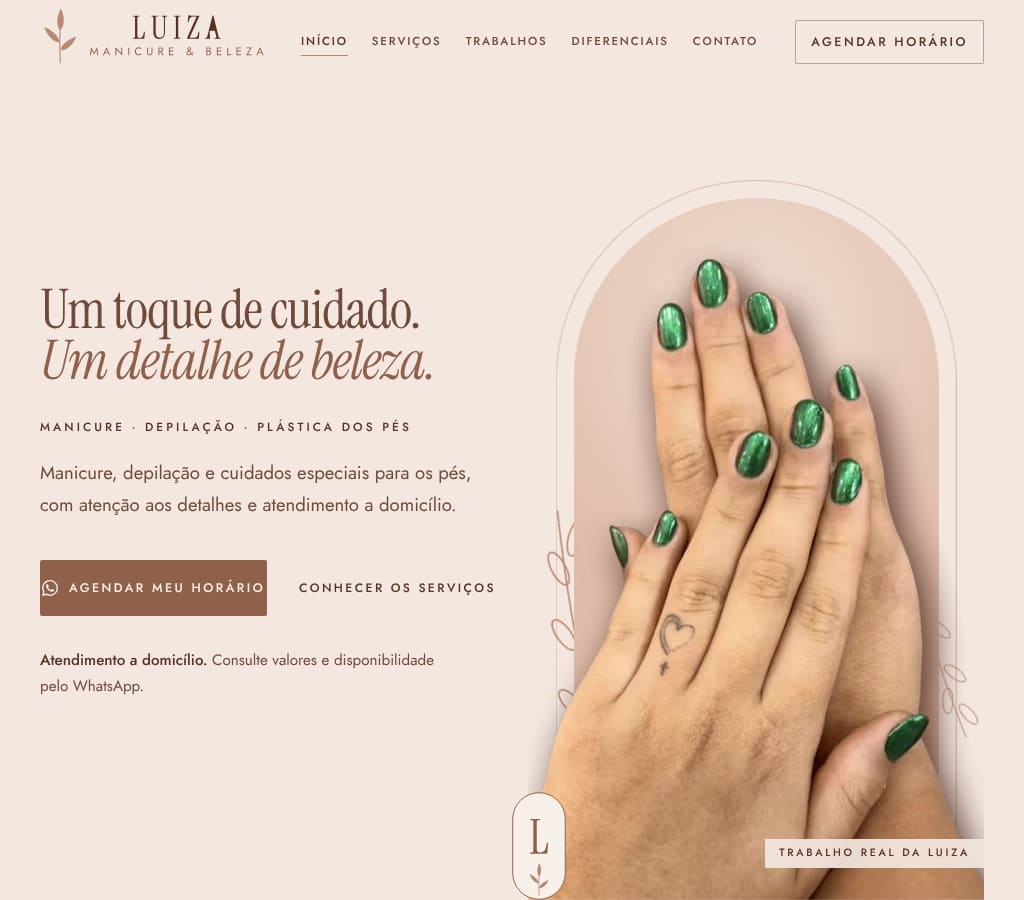 LUIZA
MANICURE & BELEZA
INÍCIO
SERVIÇOS
TRABALHOS
DIFERENCIAIS
CONTATO
AGENDAR HORÁRIO
Um toque de cuidado.
Um detalhe de beleza.
MANICURE · DEPILAÇÃO · PLÁSTICA DOS PÉS
Manicure, depilação e cuidados especiais para os pés,
com atenção aos detalhes e atendimento a domicílio.
AGENDAR MEU HORÁRIO
CONHECER OS SERVIÇOS
Atendimento a domicílio. Consulte valores e disponibilidade
pelo WhatsApp.
L
TRABALHO REAL DA LUIZA